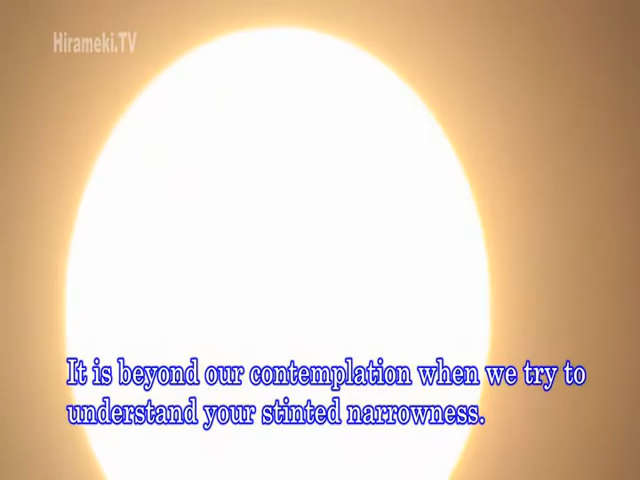 Hirameki.TV
It is beyond our contemplation when we try to
understand your stinted narrowness.